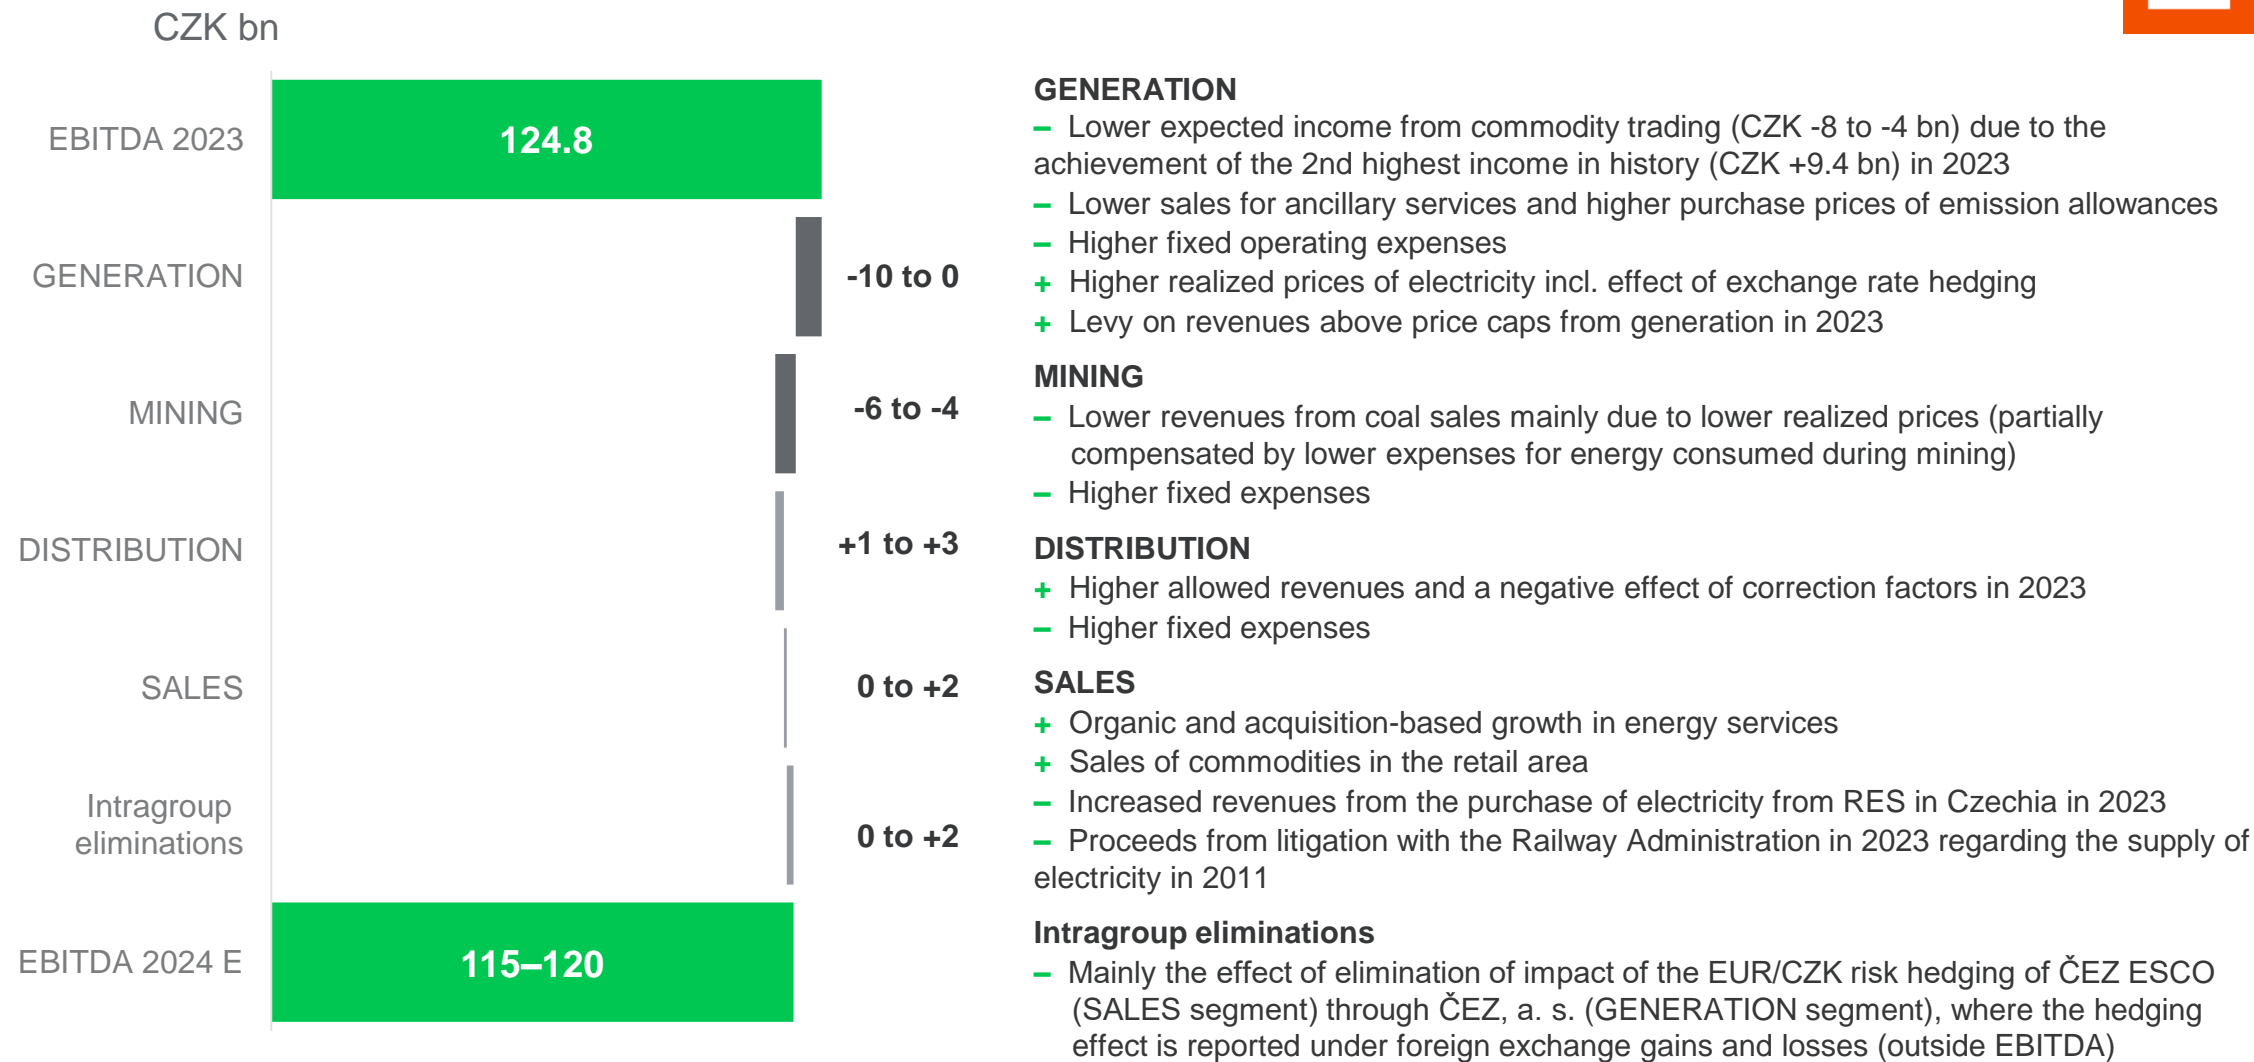 CZK bn
EBITDA 2023
124.8
GENERATION
-10 to 0
MINING
-6 to -4
DISTRIBUTION
+1 to +3
SALES
0 to +2
Intragroup
eliminations
0 to +2
EBITDA 2024 E
115–120
GENERATION
– Lower expected income from commodity trading (CZK -8 to -4 bn) due to the
achievement of the 2nd highest income in history (CZK +9.4 bn) in 2023
– Lower sales for ancillary services and higher purchase prices of emission allowances
– Higher fixed operating expenses
+ Higher realized prices of electricity incl. effect of exchange rate hedging
+ Levy on revenues above price caps from generation in 2023
MINING
– Lower revenues from coal sales mainly due to lower realized prices (partially
compensated by lower expenses for energy consumed during mining)
– Higher fixed expenses
DISTRIBUTION
+ Higher allowed revenues and a negative effect of correction factors in 2023
– Higher fixed expenses
SALES
+ Organic and acquisition-based growth in energy services
+ Sales of commodities in the retail area
– Increased revenues from the purchase of electricity from RES in Czechia in 2023
– Proceeds from litigation with the Railway Administration in 2023 regarding the supply of
electricity in 2011
Intragroup eliminations
– Mainly the effect of elimination of impact of the EUR/CZK risk hedging of ČEZ ESCO
(SALES segment) through ČEZ, a. s. (GENERATION segment), where the hedging
effect is reported under foreign exchange gains and losses (outside EBITDA)